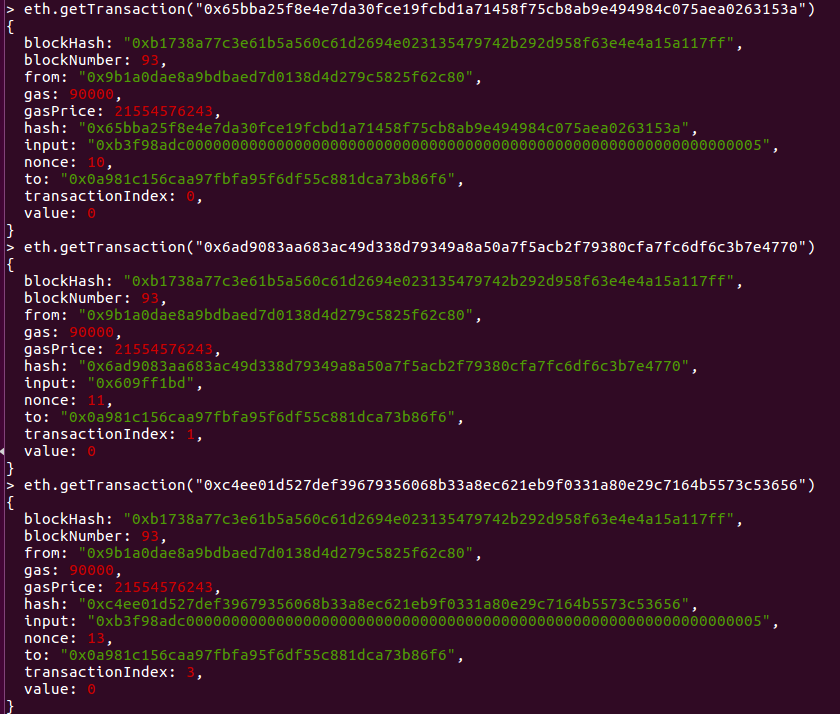 > eth.getTransaction("0x65bba25f8e4e7da30fce19fcbd1a71458f75cb8ab9e494984c075aea0263153a")
{
  blockHash: "0xb1738a77c3e61b5a560c61d2694e023135479742b292d958f63e4e4a15a117ff",
  blockNumber: 93,
  from: "0x9b1a0dae8a9bdbaed7d0138d4d279c5825f62c80",
  gas: 90000,
  gasPrice: 21554576243,
  hash: "0x65bba25f8e4e7da30fce19fcbd1a71458f75cb8ab9e494984c075aea0263153a",
  input: "0xb3f98adc0000000000000000000000000000000000000000000000000000000000000005",
  nonce: 10,
  to: "0x0a981c156caa97fbfa95f6df55c881dca73b86f6",
  transactionIndex: 0,
  value: 0
}
> eth.getTransaction("0x6ad9083aa683ac49d338d79349a8a50a7f5acb2f79380cfa7fc6df6c3b7e4770")
{
  blockHash: "0xb1738a77c3e61b5a560c61d2694e023135479742b292d958f63e4e4a15a117ff",
  blockNumber: 93,
  from: "0x9b1a0dae8a9bdbaed7d0138d4d279c5825f62c80",
  gas: 90000,
  gasPrice: 21554576243,
  hash: "0x6ad9083aa683ac49d338d79349a8a50a7f5acb2f79380cfa7fc6df6c3b7e4770",
  input: "0x609ff1bd",
  nonce: 11,
  to: "0x0a981c156caa97fbfa95f6df55c881dca73b86f6",
  transactionIndex: 1,
  value: 0
}
> eth.getTransaction("0xc4ee01d527def39679356068b33a8ec621eb9f0331a80e29c7164b5573c53656")
{
  blockHash: "0xb1738a77c3e61b5a560c61d2694e023135479742b292d958f63e4e4a15a117ff",
  blockNumber: 93,
  from: "0x9b1a0dae8a9bdbaed7d0138d4d279c5825f62c80",
  gas: 90000,
  gasPrice: 21554576243,
  hash: "0xc4ee01d527def39679356068b33a8ec621eb9f0331a80e29c7164b5573c53656",
  input: "0xb3f98adc0000000000000000000000000000000000000000000000000000000000000005",
  nonce: 13,
  to: "0x0a981c156caa97fbfa95f6df55c881dca73b86f6",
  transactionIndex: 3,
  value: 0
}